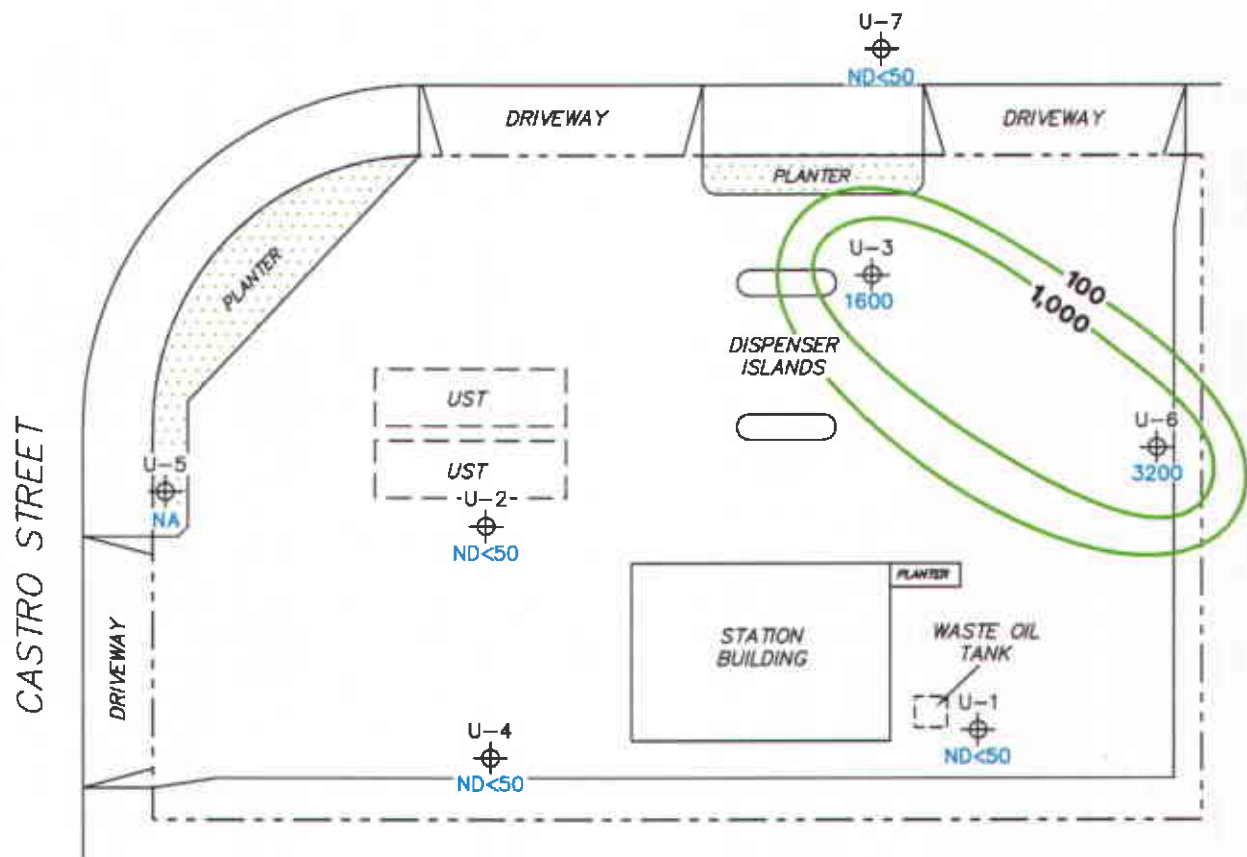 U-7
ND<50
DRIVEWAY
DRIVEWAY
PLANTER
PLANTER
U-3
1600
100
1,000
DISPENSER
ISLANDS
UST
UST
U-6
3200
U-5
NA
-U-2-
ND<50
CASTRO STREET
PLANTER
STATION
BUILDING
WASTE OIL
TANK
DRIVEWAY
U-1
ND<50
U-4
ND<50